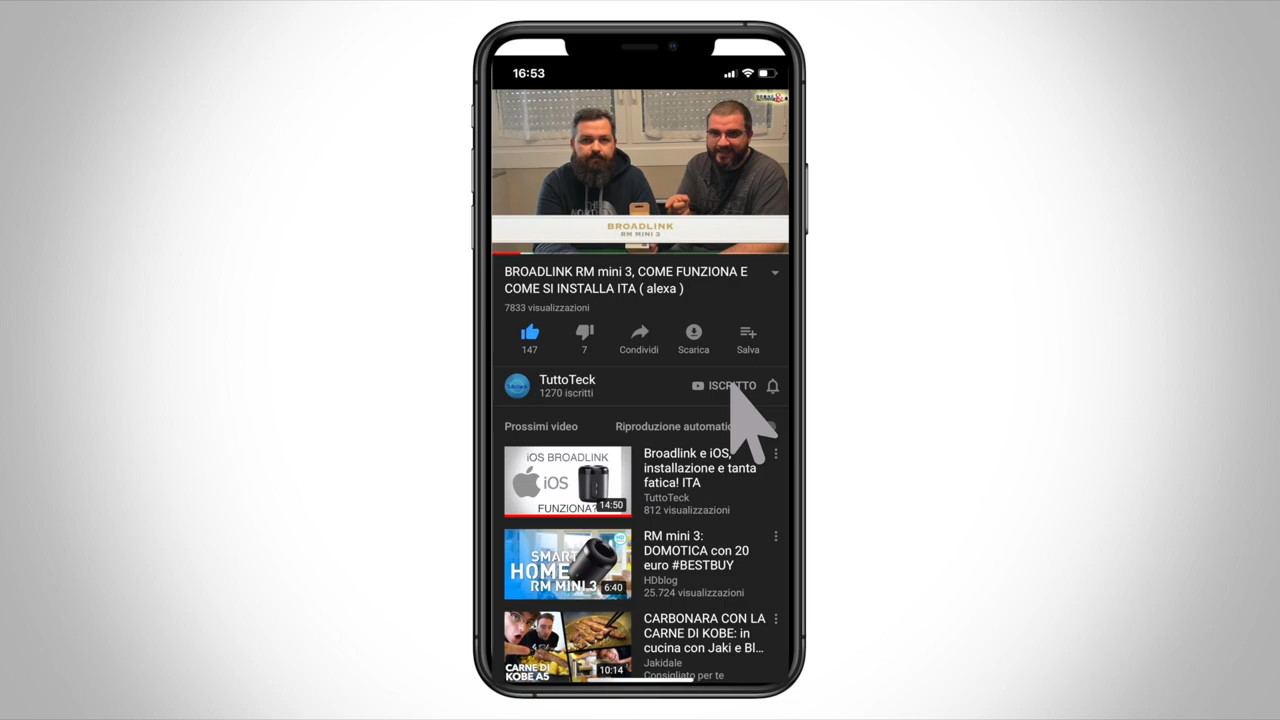 16:53
BROADLINK
RM MINI 3
BROADLINK RM mini 3, COME FUNZIONA E
COME SI INSTALLA ITA ( alexa )
7833 visualizzazioni
147
7
Condividi
Scarica
Salva
TuttoTeck
1270 iscritti
ISCRITTO
Prossimi video
Riproduzione
iOS BROADLINK
iOS
FUNZIONA?
14:50
Broadlink e iOS,
installazione e tanta
fatica! ITA
TuttoTeck
812 visualizzazioni
SMART
HOME
RM MINI 3
HD
6:40
RM mini 3:
DOMOTICA con 20
euro #BESTBUY
HDblog
25.724 visualizzazioni
CARNE DI
KOBE A5
10:14
CARBONARA CON LA
CARNE DI KOBE: in
cucina con Jaki e Bl...
Jakidale
Consigliato per te